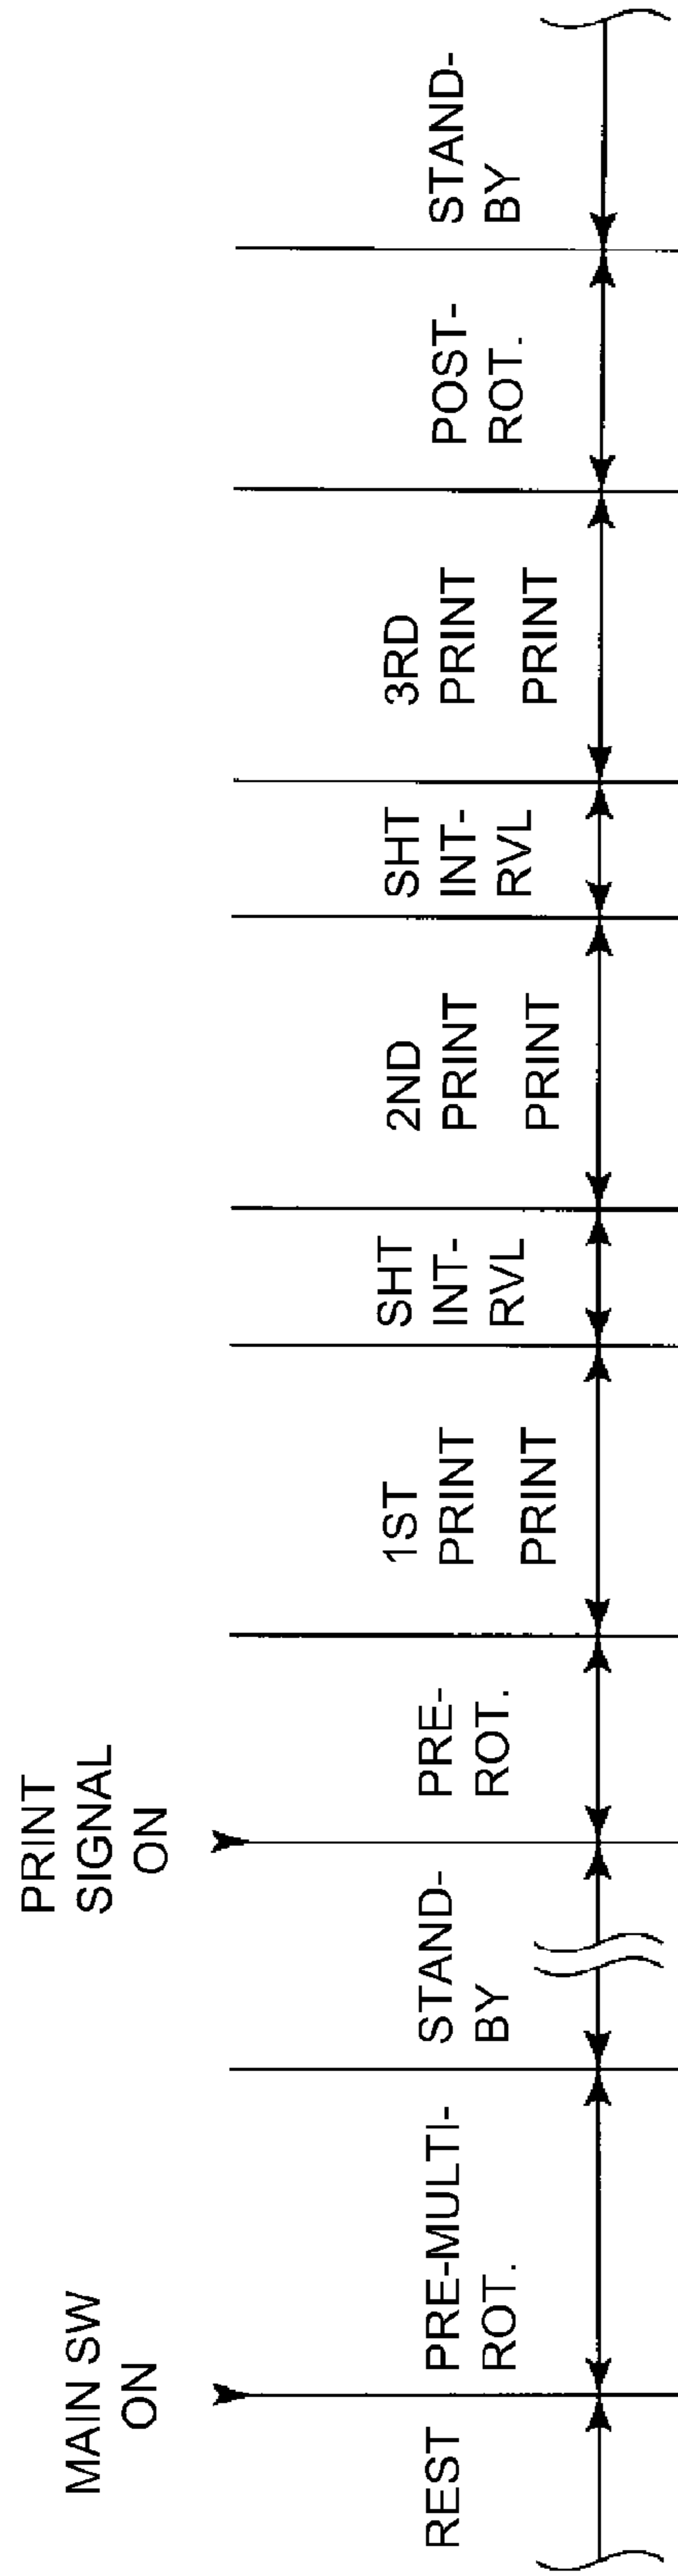 MAIN SW
ON
PRINT
SIGNAL
ON
REST
PRE-MULTI-
ROT.
STAND-
BY
PRE-
ROT.
1ST
PRINT
PRINT
SHT
INT-
RVL
2ND
PRINT
PRINT
SHT
INT-
RVL
3RD
PRINT
PRINT
POST-
ROT.
STAND-
BY